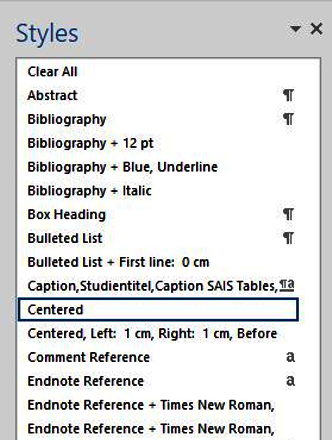 Styles
Clear All
Abstract ¶
Bibliography ¶
Bibliography + 12 pt
Bibliography + Blue, Underline
Bibliography + Italic
Box Heading ¶
Bulleted List ¶
Bulleted List + First line:  0 cm
Caption,Studientitel,Caption SAIS Tables, ¶a
Centered
Centered, Left:  1 cm, Right:  1 cm, Before
Comment Reference a
Endnote Reference a
Endnote Reference + Times New Roman,
Endnote Reference + Times New Roman,